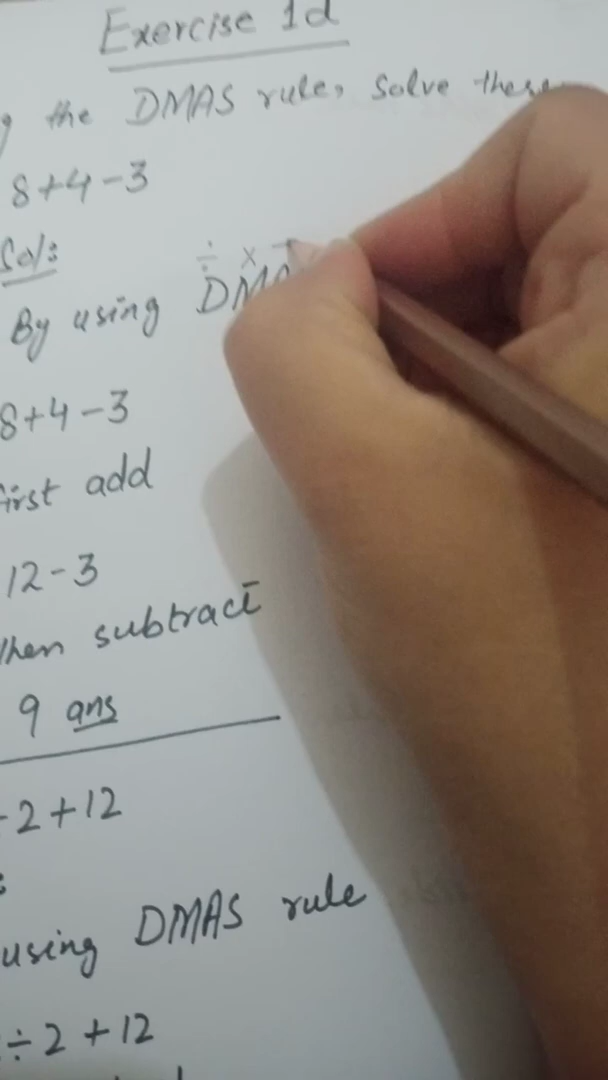 Exercise 1d
the DMAS rule, solve these
8+4-3
Sol:
÷ ×
By using
8+4-3
first add
12-3
then subtract
9 ans
2+12
using DMAS rule
÷2+12